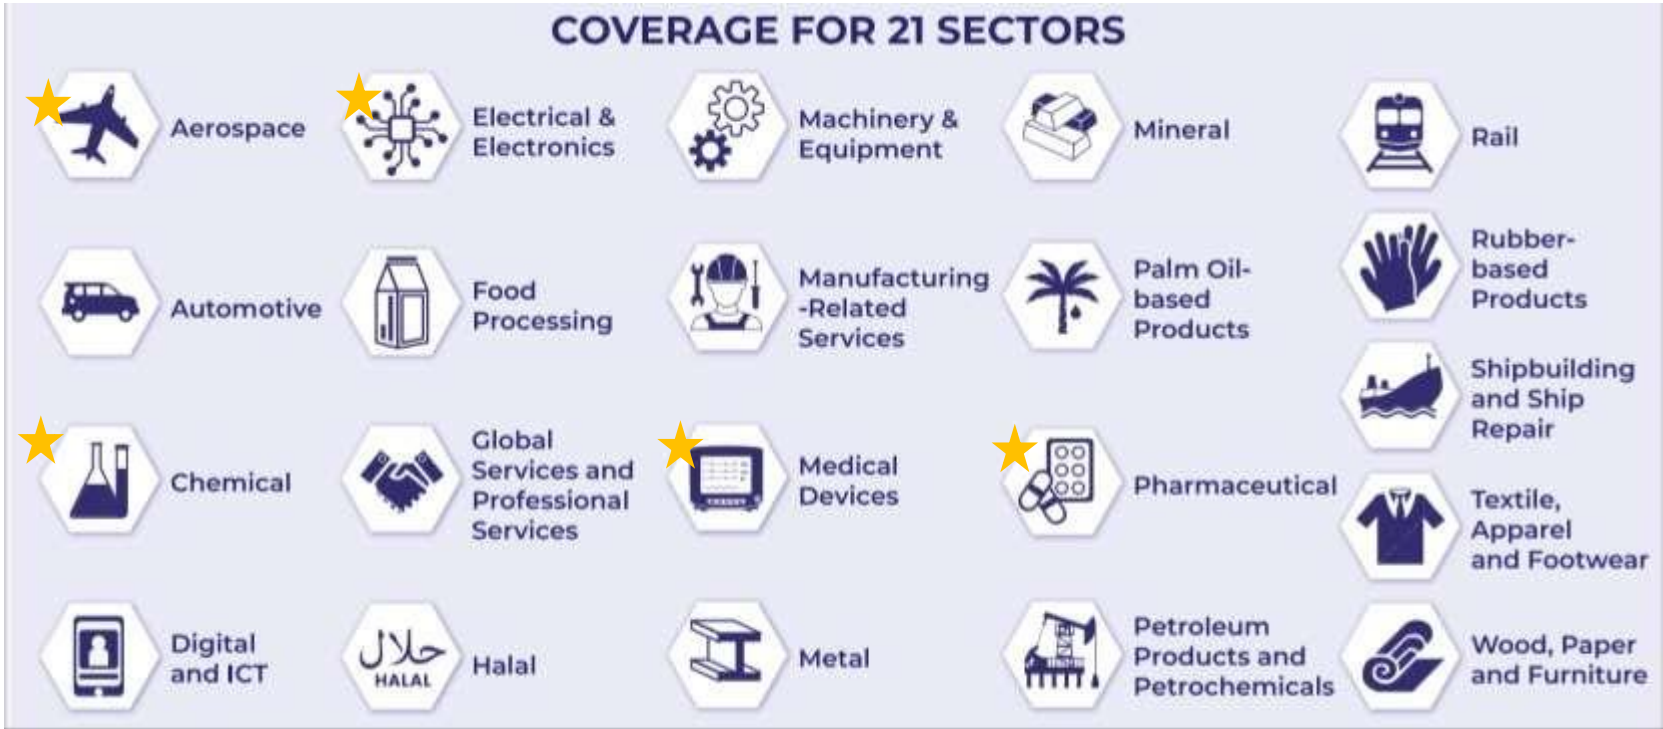 COVERAGE FOR 21 SECTORS
Aerospace
Electrical &
Electronics
Machinery &
Equipment
Mineral
Rail
Automotive
Food
Processing
Manufacturing
-Related
Services
Palm Oil-
based
Products
Rubber-
based
Products
Shipbuilding
and Ship
Repair
Chemical
Global
Services and
Professional
Services
Medical
Devices
Pharmaceutical
Textile,
Apparel
and Footwear
Digital
and ICT
حلال
HALAL
Halal
Metal
Petroleum
Products and
Petrochemicals
Wood, Paper
and Furniture